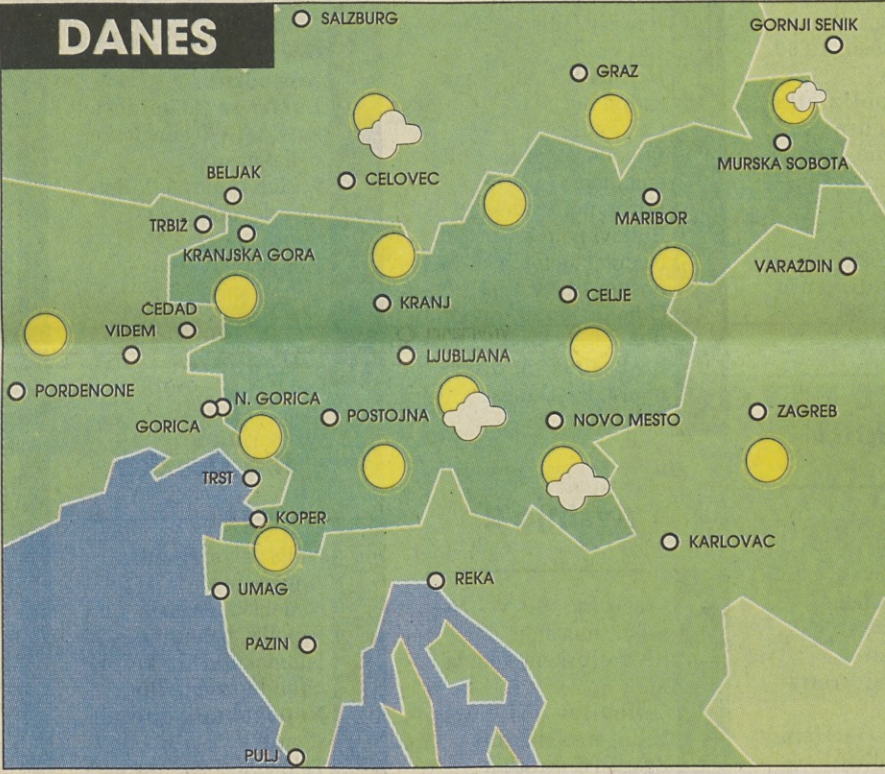 DANES
SALZBURG
GORNJI SENIK
GRAZ
MURSKA SOBOTA
BELJAK
CELOVEC
MARIBOR
TRBIŽ
KRANJSKA GORA
VARAŽDIN
ČEDAD
KRANJ
CELJE
VIDEM
LJUBLJANA
PORDENONE
N. GORICA
GORICA
POSTOJNA
NOVO MESTO
ZAGREB
TRST
KOPER
KARLOVAC
UMAG
REKA
PAZIN
PULJ